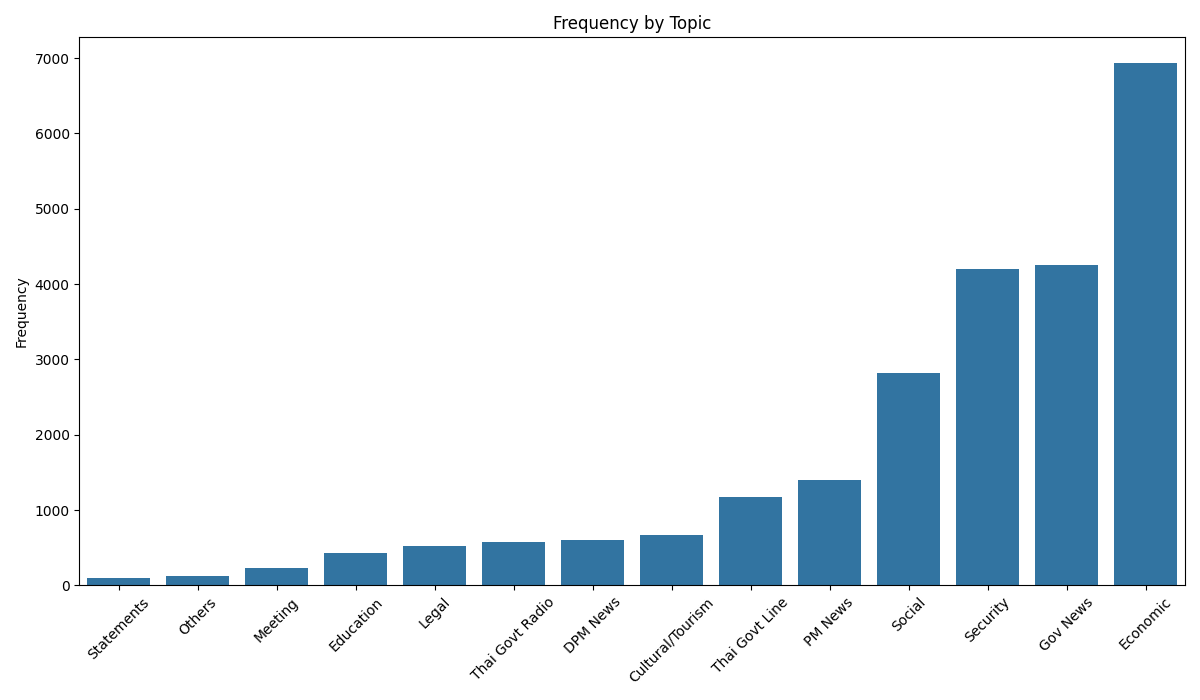 Frequency by Topic
Frequency
7000
6000
5000
4000
3000
2000
1000
0
Statements
Others
Meeting
Education
Legal
Thai Govt Radio
DPM News
Cultural/Tourism
Thai Govt Line
PM News
Social
Security
Gov News
Economic